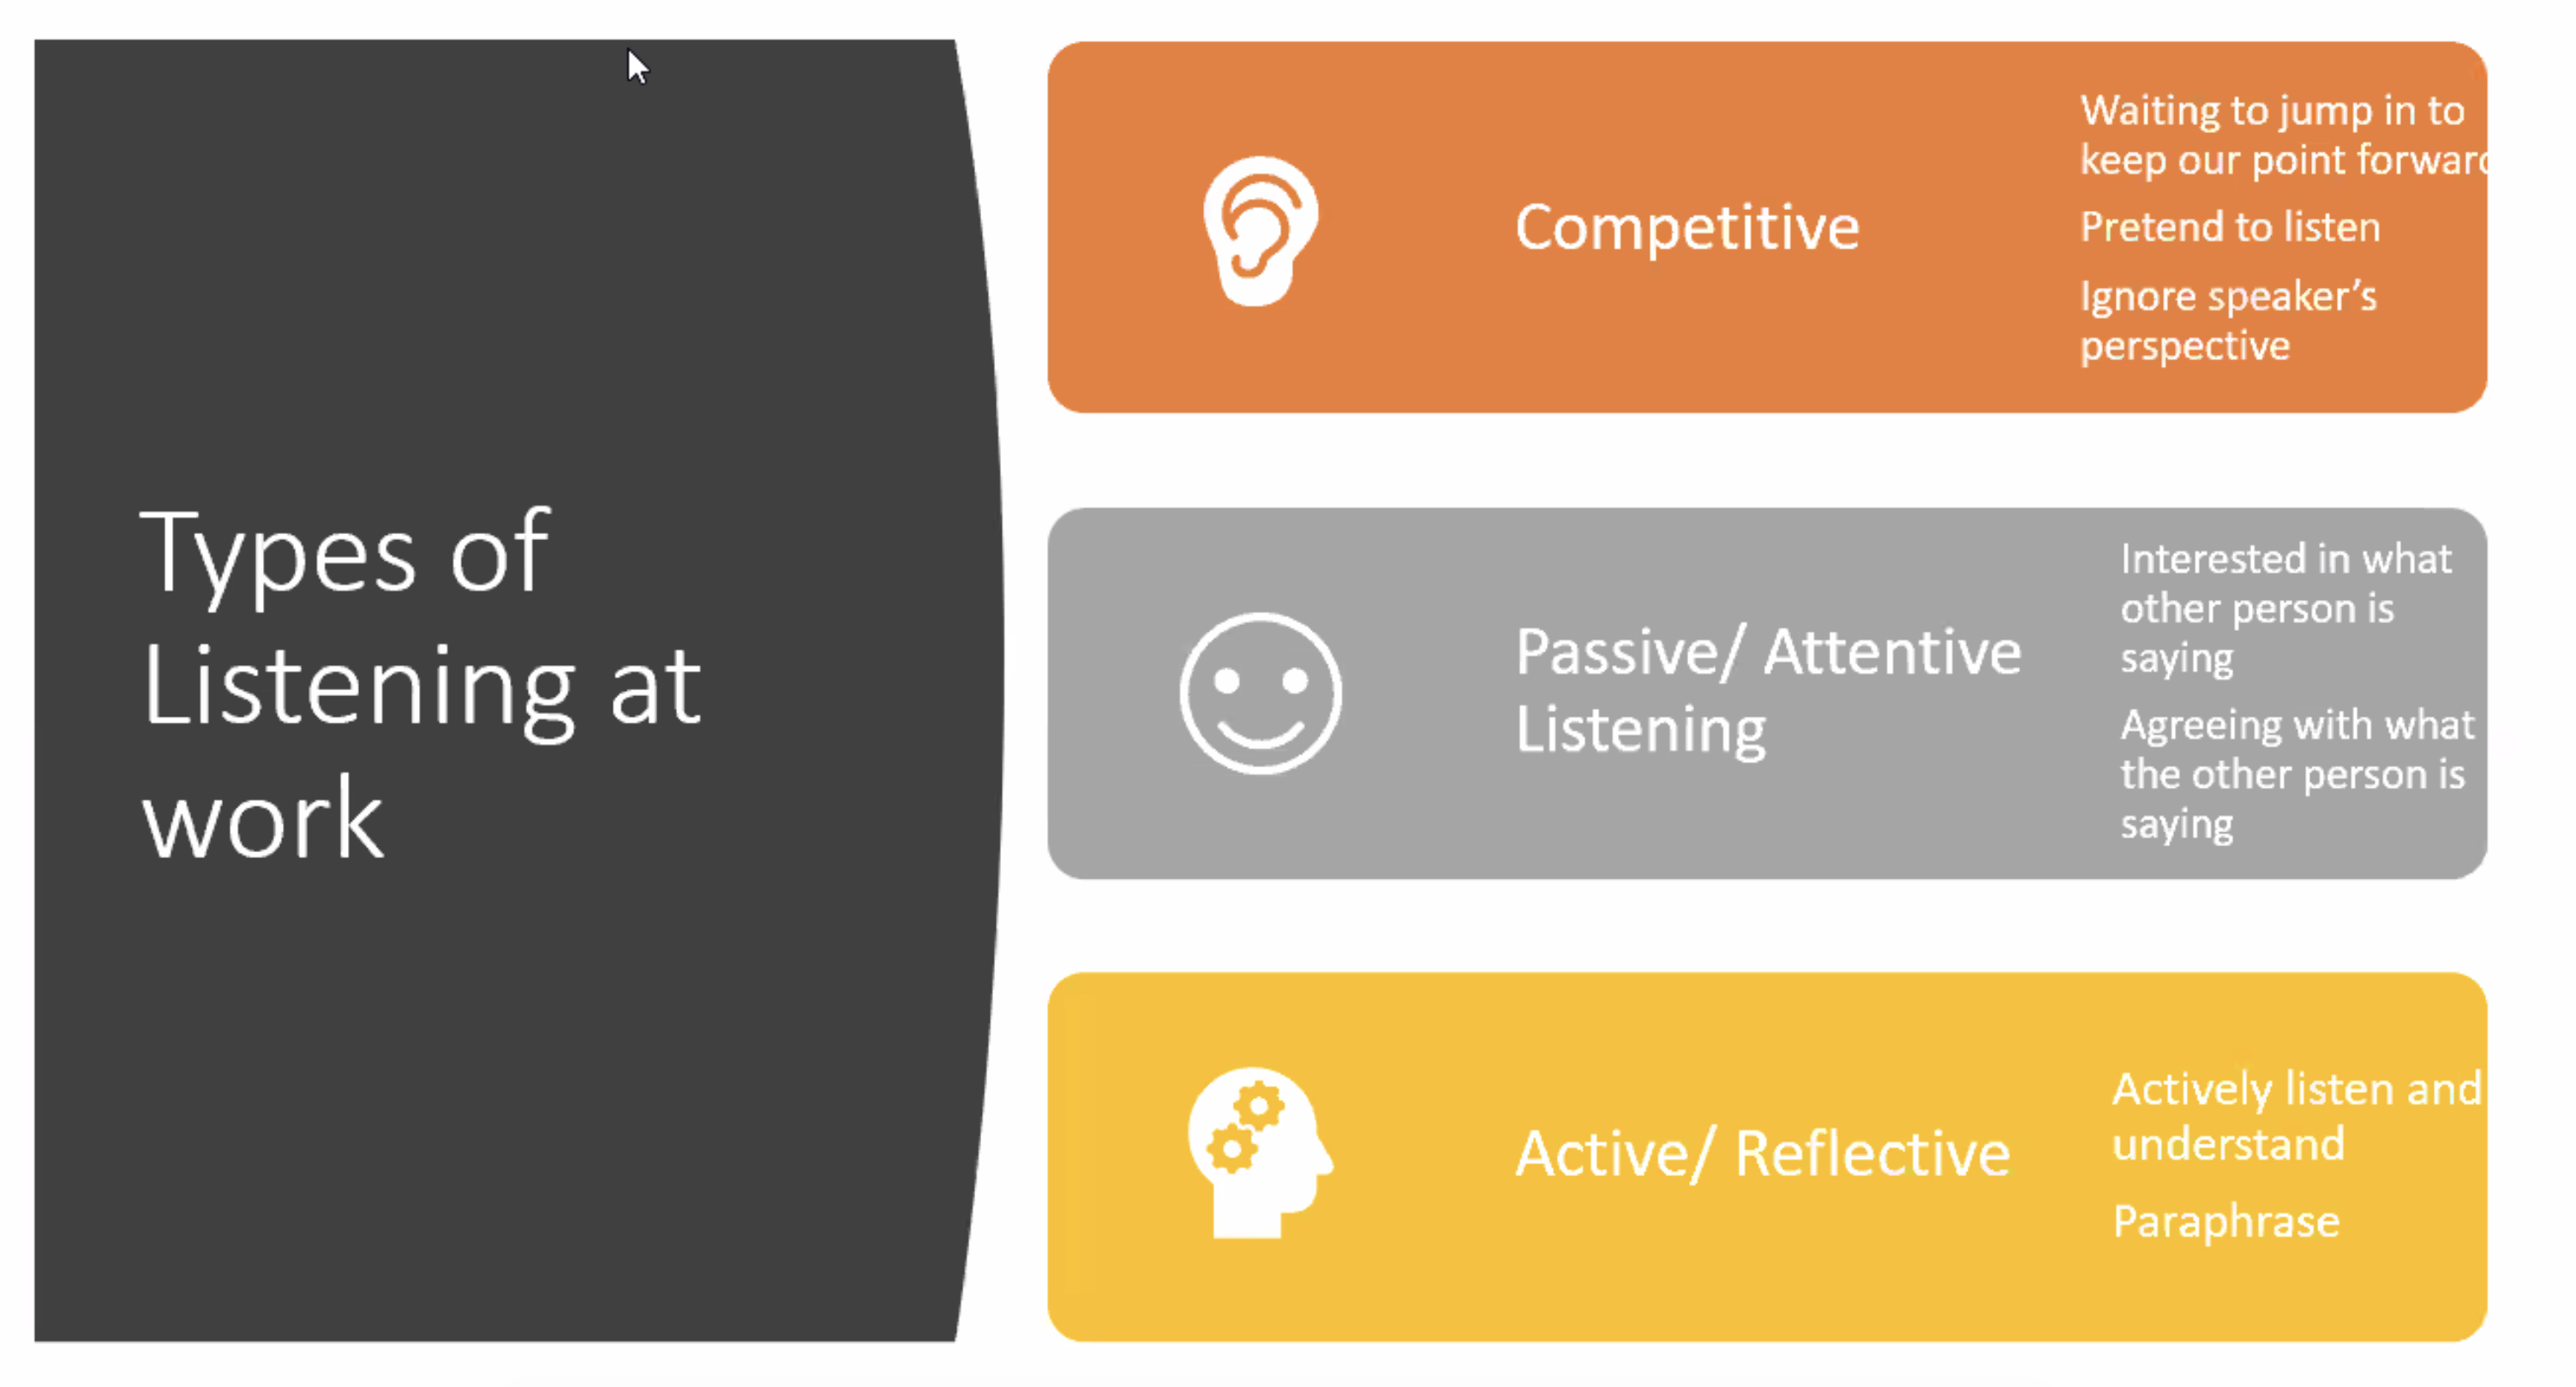 Types of
Listening at
work
Competitive
Waiting to jump in to
keep our point forward
Pretend to listen
Ignore speaker’s
perspective
Passive/ Attentive
Listening
Interested in what
other person is
saying
Agreeing with what
the other person is
saying
Active/ Reflective
Actively listen and
understand
Paraphrase